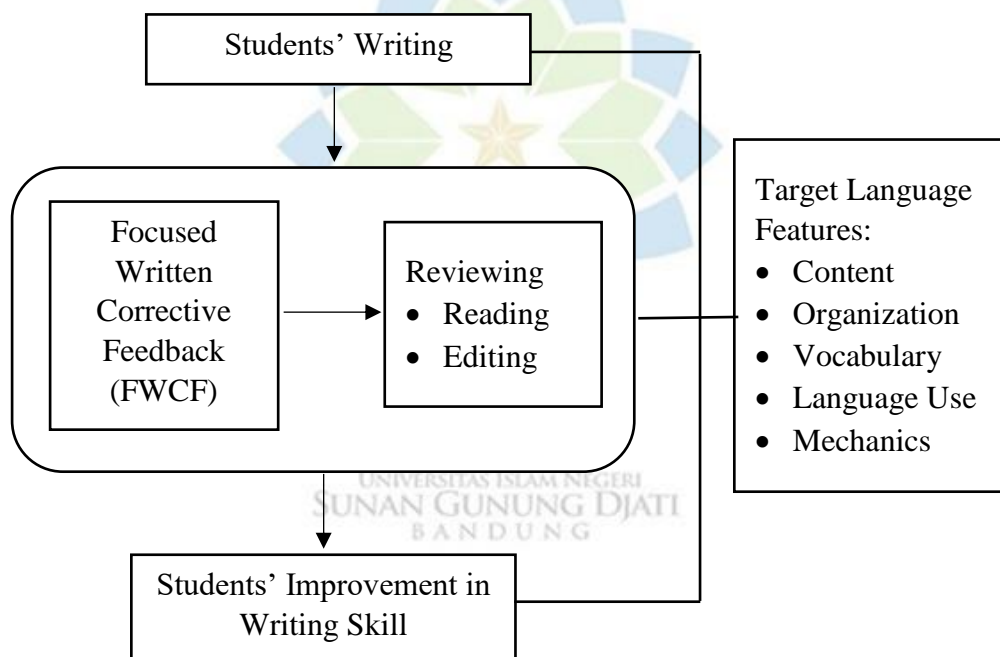 Students’ Writing
Focused
Written
Corrective
Feedback
(FWCF)
Reviewing
• Reading
• Editing
Target Language
Features:
• Content
• Organization
• Vocabulary
• Language Use
• Mechanics
UNIVERSITAS ISLAM NEGERI
SUNAN GUNUNG DJATI
BANDUNG
Students’ Improvement in
Writing Skill